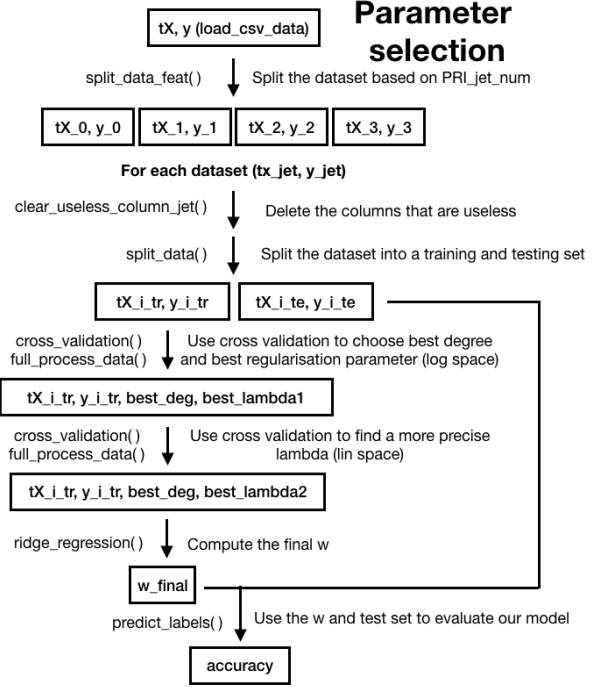 Parameter
selection
tX, y (load_csv_data)
split_data_feat() Split the dataset based on PRI_jet_num
tX_0, y_0 tX_1, y_1 tX_2, y_2 tX_3, y_3
For each dataset (tx_jet, y_jet)
clear_useless_column_jet() Delete the columns that are useless
split_data() Split the dataset into a training and testing set
tX_i_tr, y_i_tr tX_i_te, y_i_te
cross_validation() Use cross validation to choose best degree
full_process_data() and best regularisation parameter (log space)
tX_i_tr, y_i_tr, best_deg, best_lambda1
cross_validation() Use cross validation to find a more precise
full_process_data() lambda (lin space)
tX_i_tr, y_i_tr, best_deg, best_lambda2
ridge_regression() Compute the final w
w_final
predict_labels() Use the w and test set to evaluate our model
accuracy